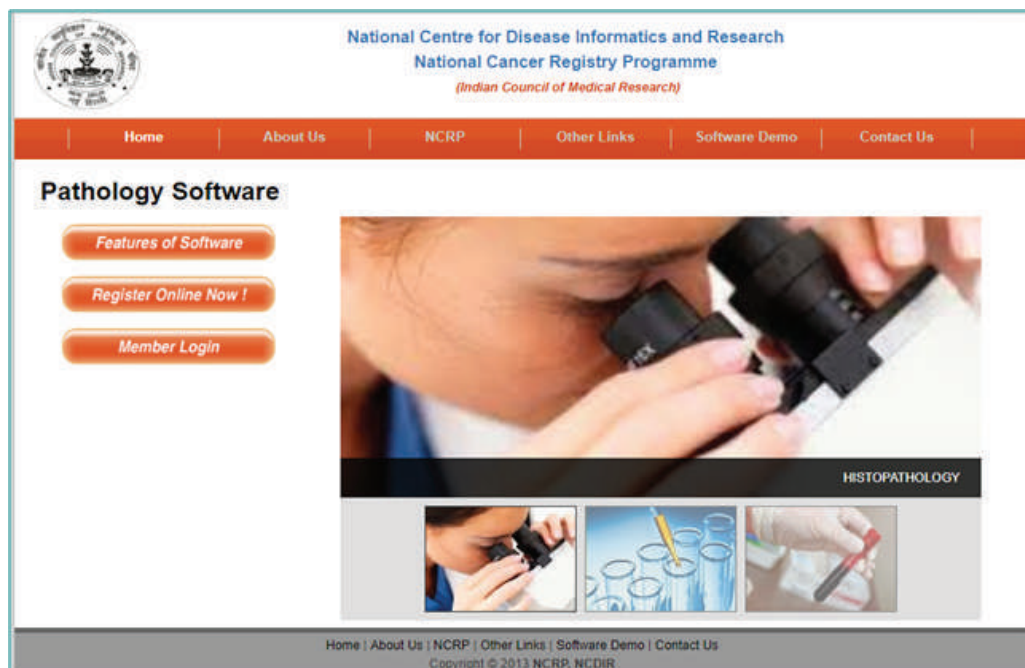 National Centre for Disease Informatics and Research
National Cancer Registry Programme
(Indian Council of Medical Research)
Home | About Us | NCRP | Other Links | Software Demo | Contact Us
Pathology Software
Features of Software
Register Online Now !
Member Login
HISTOPATHOLOGY
Home | About Us | NCRP | Other Links | Software Demo | Contact Us
Copyright © 2013 NCRP, NCDIR